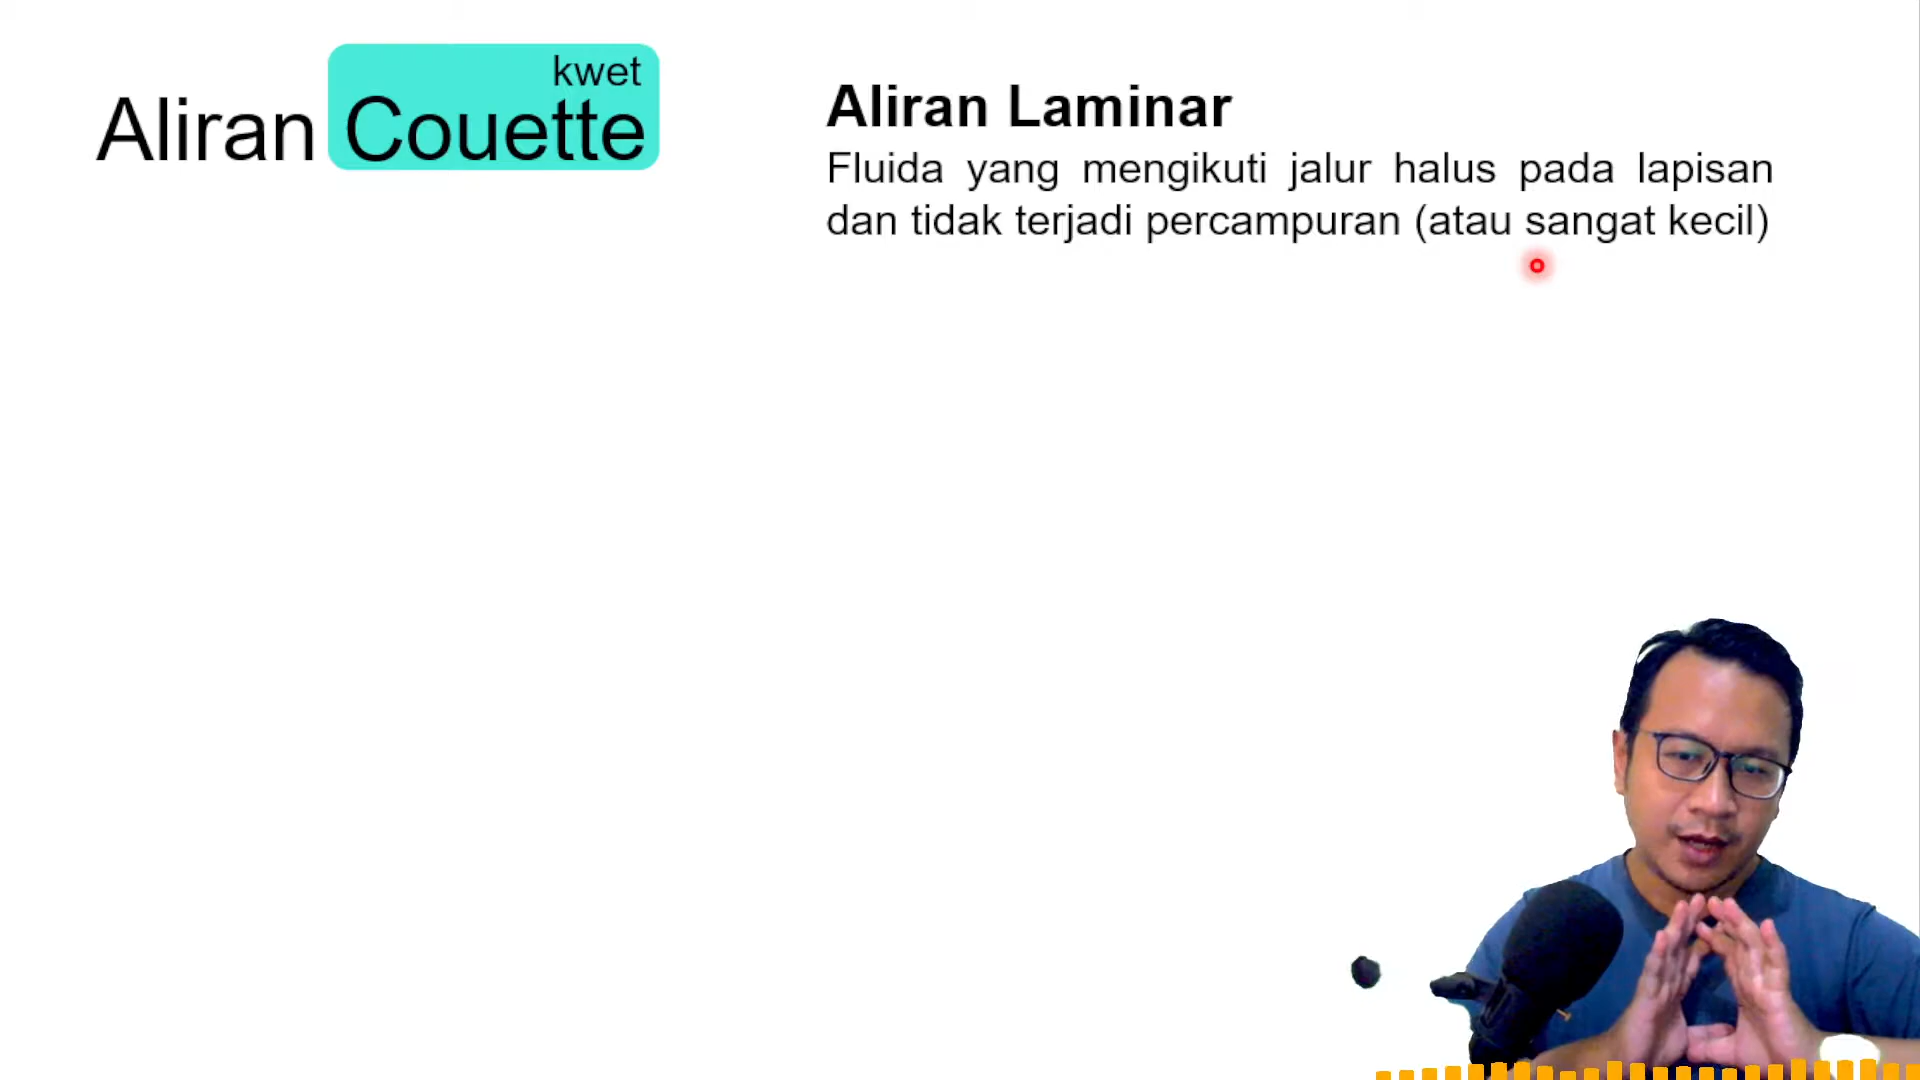 kwet
Aliran Couette
Aliran Laminar
Fluida yang mengikuti jalur halus pada lapisan
dan tidak terjadi percampuran (atau sangat kecil)